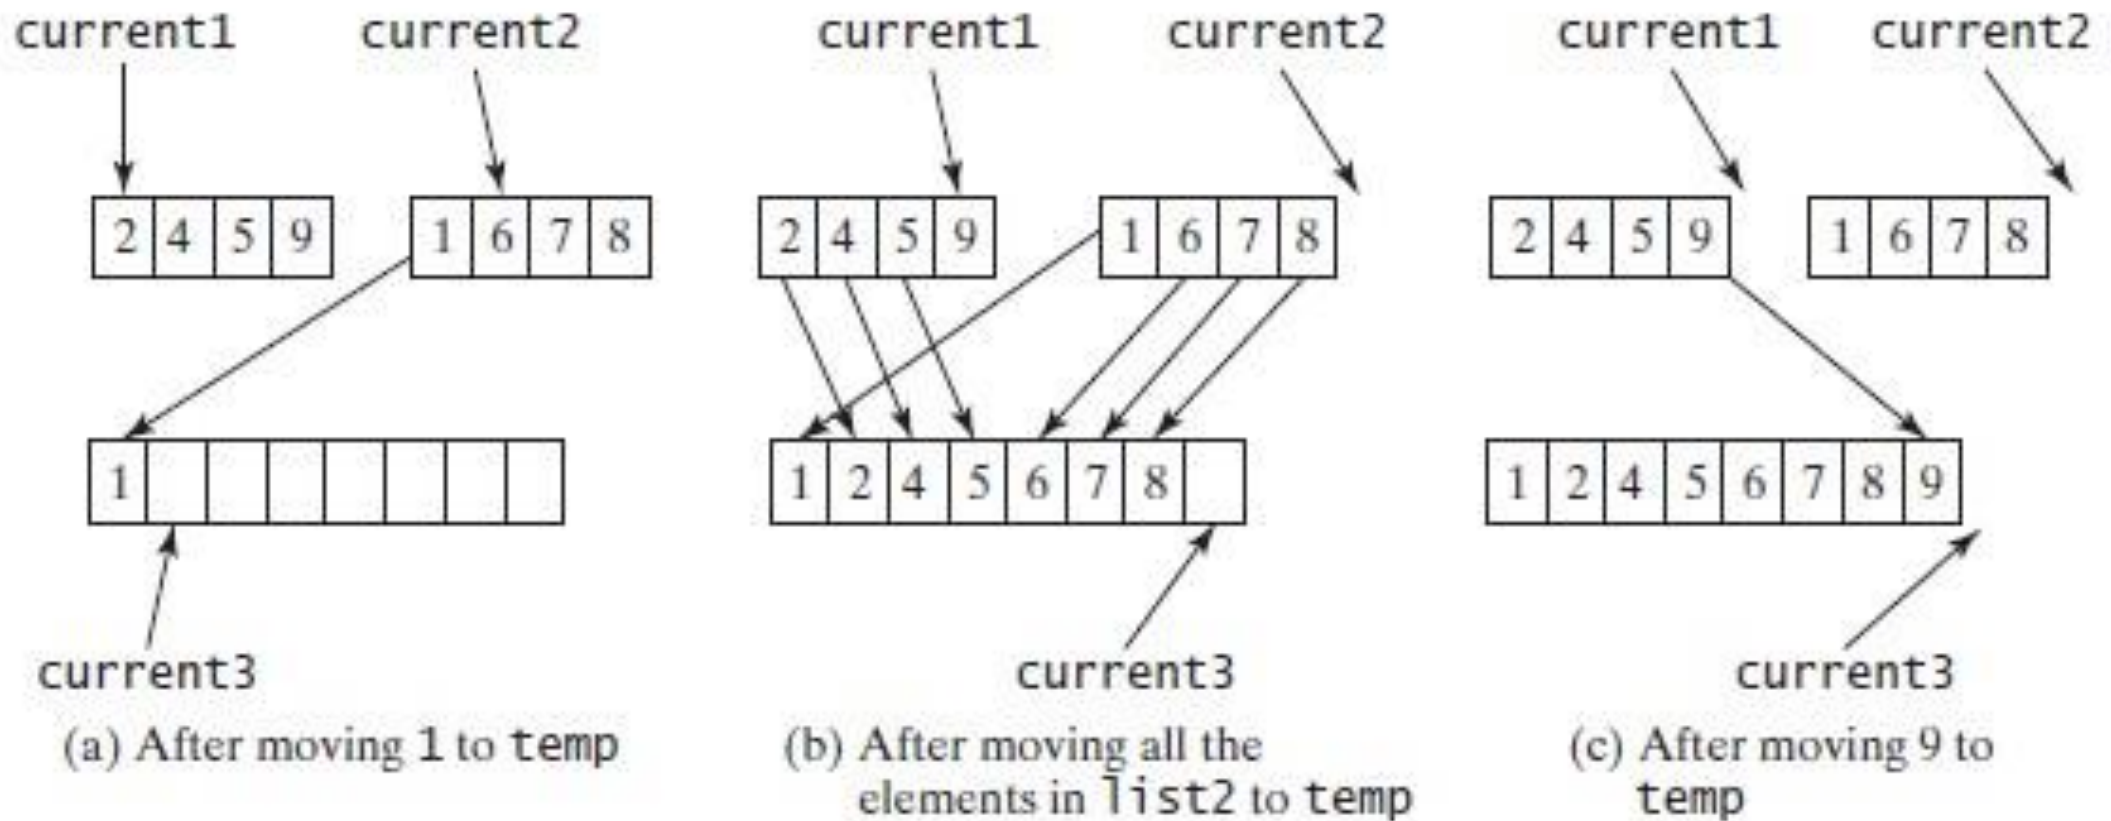 current1 current2 current1 current2 current1 current2
2 4 5 9 1 6 7 8 2 4 5 9 1 6 7 8 2 4 5 9 1 6 7 8
1 1 2 4 5 6 7 8 1 2 4 5 6 7 8 9
current3 current3 current3
(a) After moving 1 to temp (b) After moving all the (c) After moving 9 to
elements in list2 to temp temp